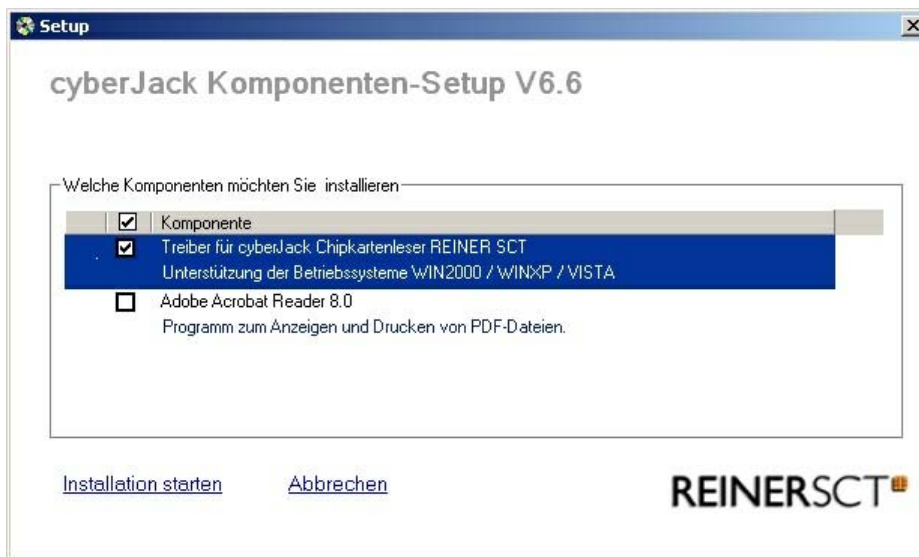 Setup
cyberJack Komponenten-Setup V6.6
Welche Komponenten möchten Sie installieren
Komponente
Treiber für cyberJack Chipkartenleser REINER SCT
Unterstützung der Betriebssysteme WIN2000 / WINXP / VISTA
Adobe Acrobat Reader 8.0
Programm zum Anzeigen und Drucken von PDF-Dateien.
Installation starten Abbrechen
REINERSCT